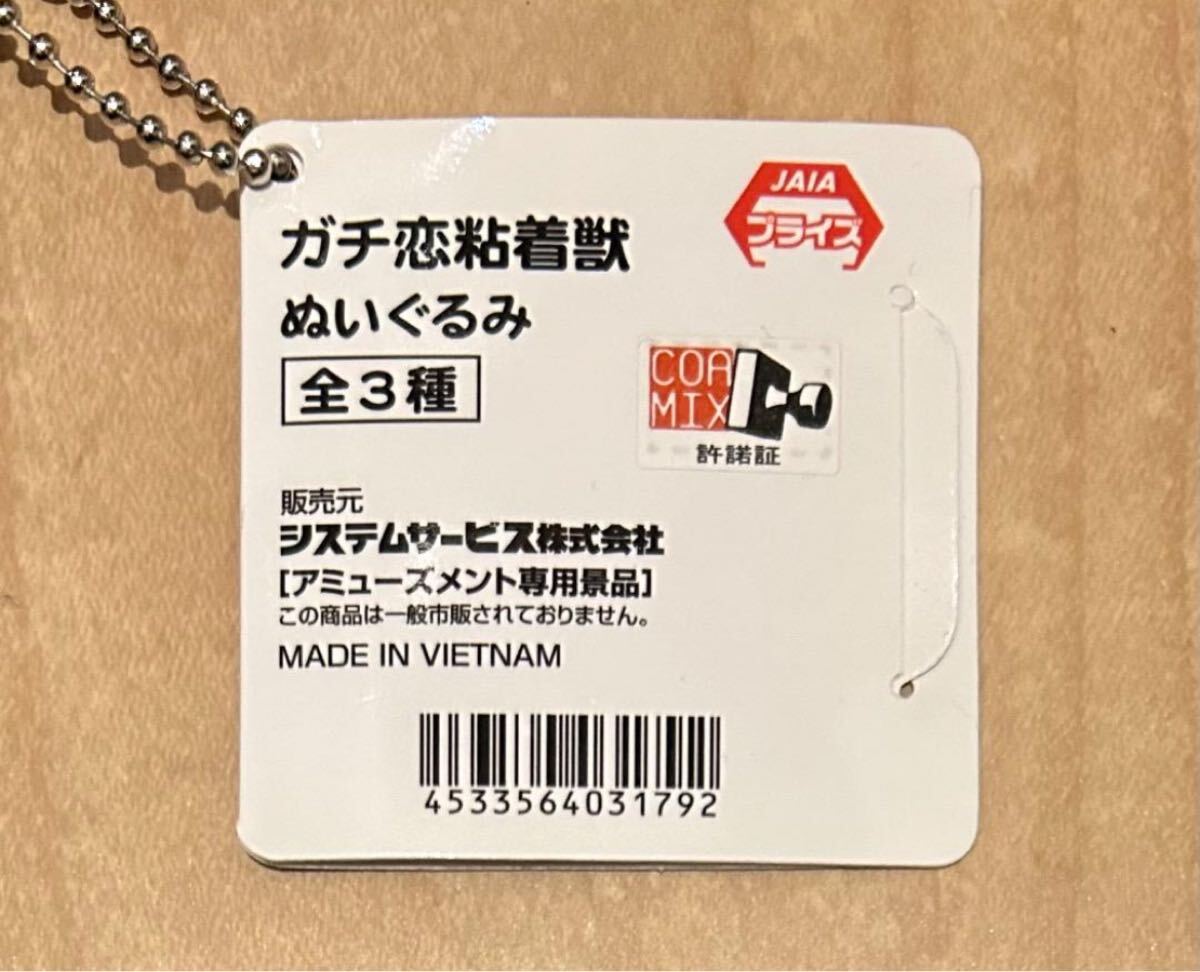 ガチ恋粘着獣
JAIA
プライズ
ぬいぐるみ
全3種
COA
MIX
許諾証
販売元
システムサービス株式会社
[アミューズメント専用景品]
この商品は一般市販されておりません。
MADE IN VIETNAM
4533564031792